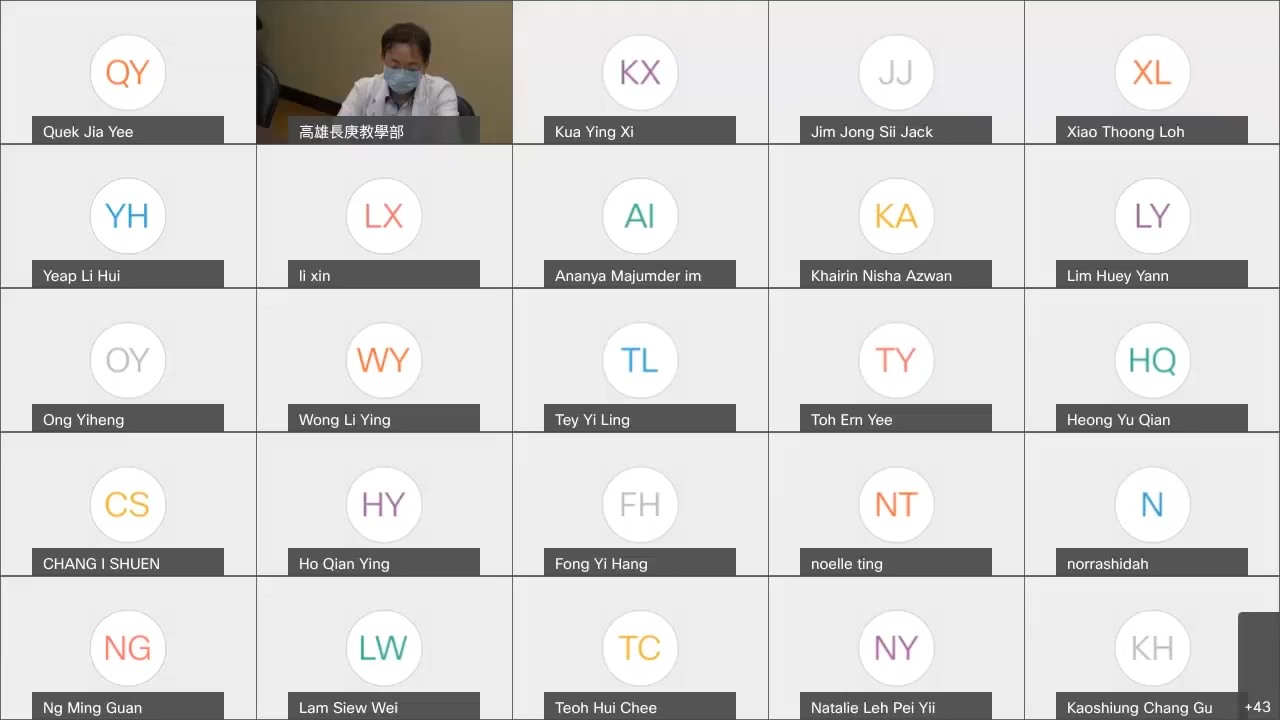 QY
Quek Jia Yee
高雄長庚教學部
KX
Kua Ying Xi
JJ
Jim Jong Sii Jack
XL
Xiao Thoong Loh
YH
Yeap Li Hui
LX
li xin
AI
Ananya Majumder im
KA
Khairin Nisha Azwan
LY
Lim Huey Yann
OY
Ong Yiheng
WY
Wong Li Ying
TL
Tey Yi Ling
TY
Toh Ern Yee
HQ
Heong Yu Qian
CS
CHANG I SHUEN
HY
Ho Qian Ying
FH
Fong Yi Hang
NT
noelle ting
N
norrashidah
NG
Ng Ming Guan
LW
Lam Siew Wei
TC
Teoh Hui Chee
NY
Natalie Leh Pei Yii
KH
Kaoshiung Chang Gu
+43